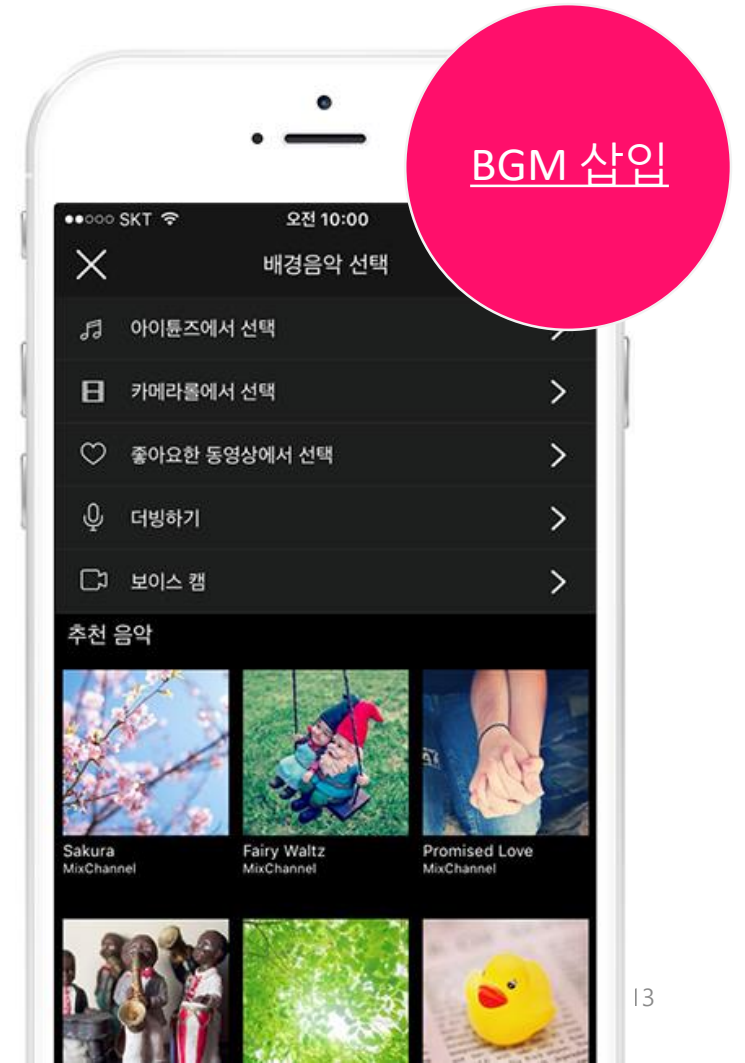 BGM 삽입
SKT
오전 10:00
배경음악 선택
아이튠즈에서 선택
카메라롤에서 선택
좋아요한 동영상에서 선택
더빙하기
보이스 캠
추천 음악
Sakura
MixChannel
Fairy Waltz
MixChannel
Promised Love
MixChannel
13